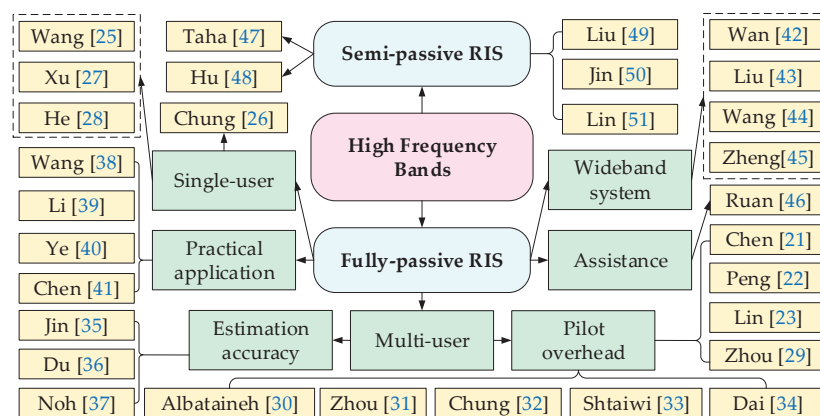 Wang [25]
Taha [47]
Semi-passive RIS
Liu [49]
Wan [42]
Xu [27]
Hu [48]
Jin [50]
Liu [43]
He [28]
Chung [26]
Lin [51]
Wang [44]
High Frequency
Bands
Wang [38]
Single-user
Wideband
system
Zheng[45]
Li [39]
Ruan [46]
Ye [40]
Practical
application
Fully-passive RIS
Assistance
Chen [21]
Chen [41]
Peng [22]
Jin [35]
Estimation
accuracy
Multi-user
Pilot
overhead
Lin [23]
Du [36]
Zhou [29]
Noh [37]
Albataineh [30]
Zhou [31]
Chung [32]
Shtaiwi [33]
Dai [34]